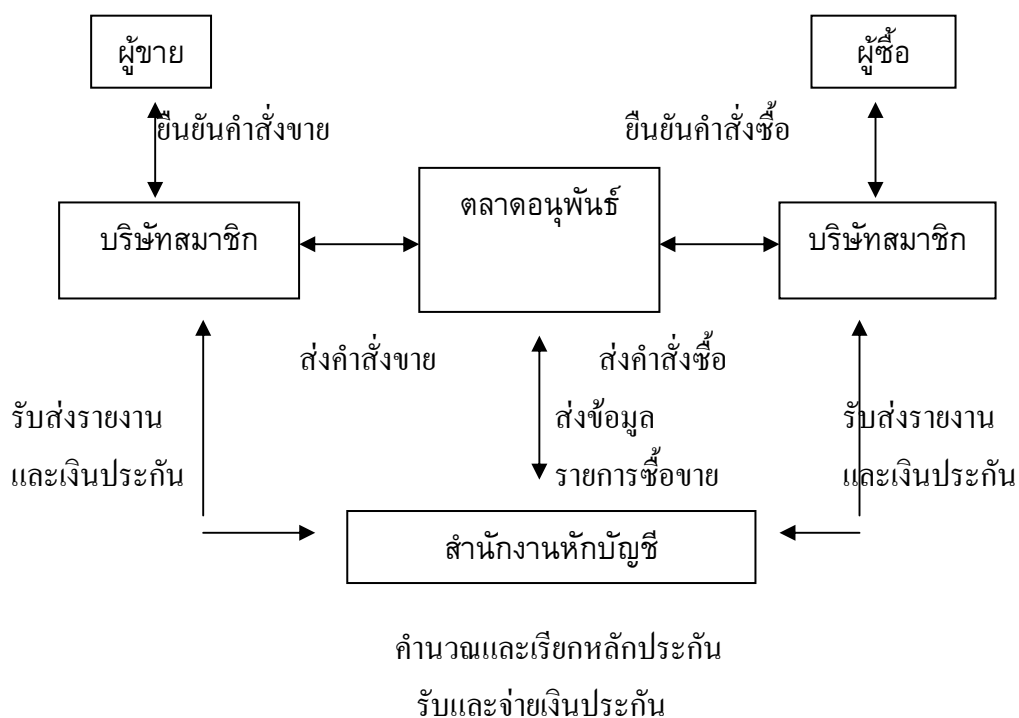 ผู้ขาย
ผู้ซื้อ
ยืนยันคำสั่งขาย
ยืนยันคำสั่งซื้อ
ตลาดอนุพันธ์
บริษัทสมาชิก
บริษัทสมาชิก
ส่งคำสั่งขาย
ส่งคำสั่งซื้อ
รับส่งรายงาน
และเงินประกัน
ส่งข้อมูล
รายการซื้อขาย
รับส่งรายงาน
และเงินประกัน
สำนักงานหักบัญชี
คำนวณและเรียกหลักประกัน
รับและจ่ายเงินประกัน